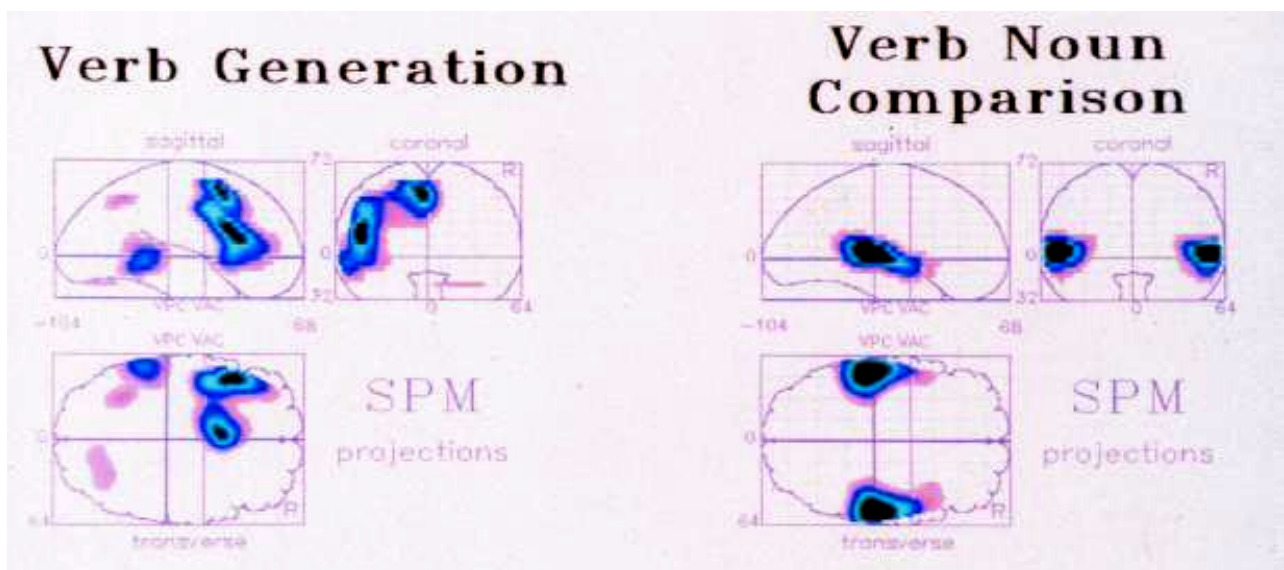 Verb Generation
sagittal
coronal
72
R
0
0
32
VPC VAC
0
64
-104
68
VPC VAC
0
SPM
projections
64
R
transverse
Verb Noun
Comparison
sagittal
coronal
72
R
0
0
32
VPC VAC
0
64
-104
68
VPC VAC
0
SPM
projections
64
R
transverse